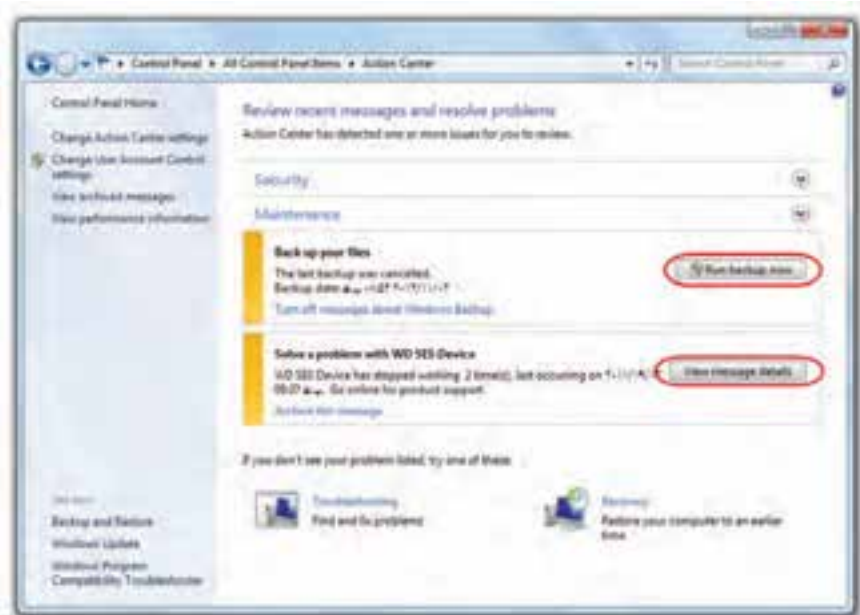 Control Panel ▸ All Control Panel Items ▸ Action Center
Search Control Panel
Control Panel Home
Change Action Center settings
Change User Account Control
settings
View archived messages
View performance information
Review recent messages and resolve problems
Action Center has detected one or more issues for you to review.
Security
Maintenance
Back up your files
The last backup was cancelled.
Backup date:
Run backup now
Turn off messages about Windows Backup
Solve a problem with WD SES Device
WD SES Device has stopped working 2 time(s), last occurring on
Go online for product support.
View message details
Archive this message
If you don't see your problem listed, try one of these:
Troubleshooting
Find and fix problems
Recovery
Restore your computer to an earlier
time
See also
Backup and Restore
Windows Update
Windows Program
Compatibility Troubleshooter